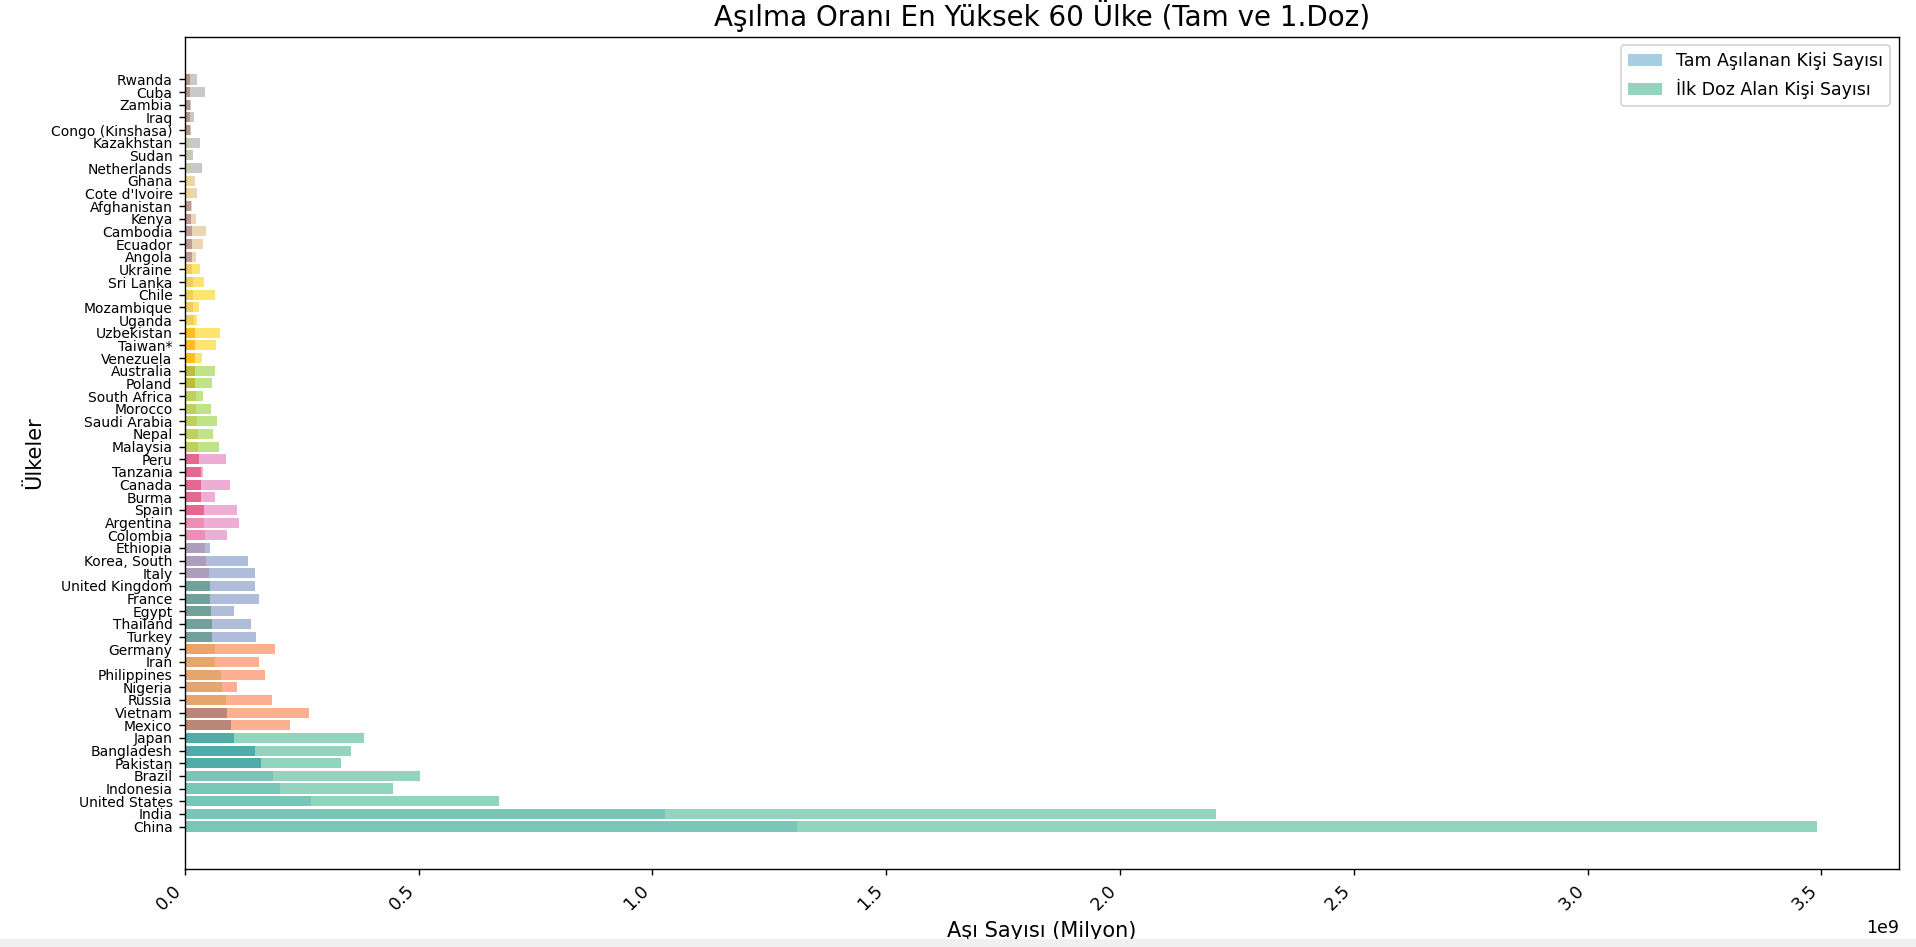 Aşılma Oranı En Yüksek 60 Ülke (Tam ve 1.Doz)
Tam Aşılanan Kişi Sayısı
İlk Doz Alan Kişi Sayısı
Ülkeler
Rwanda
Cuba
Zambia
Iraq
Congo (Kinshasa)
Kazakhstan
Sudan
Netherlands
Ghana
Cote d'Ivoire
Afghanistan
Kenya
Cambodia
Ecuador
Angola
Ukraine
Sri Lanka
Chile
Mozambique
Uganda
Uzbekistan
Taiwan*
Venezuela
Australia
Poland
South Africa
Morocco
Saudi Arabia
Nepal
Malaysia
Peru
Tanzania
Canada
Burma
Spain
Argentina
Colombia
Ethiopia
Korea, South
Italy
United Kingdom
France
Egypt
Thailand
Turkey
Germany
Iran
Philippines
Nigeria
Russia
Vietnam
Mexico
Japan
Bangladesh
Pakistan
Brazil
Indonesia
United States
India
China
0.0 0.5 1.0 1.5 2.0 2.5 3.0 3.5
1e9
Aşı Sayısı (Milyon)